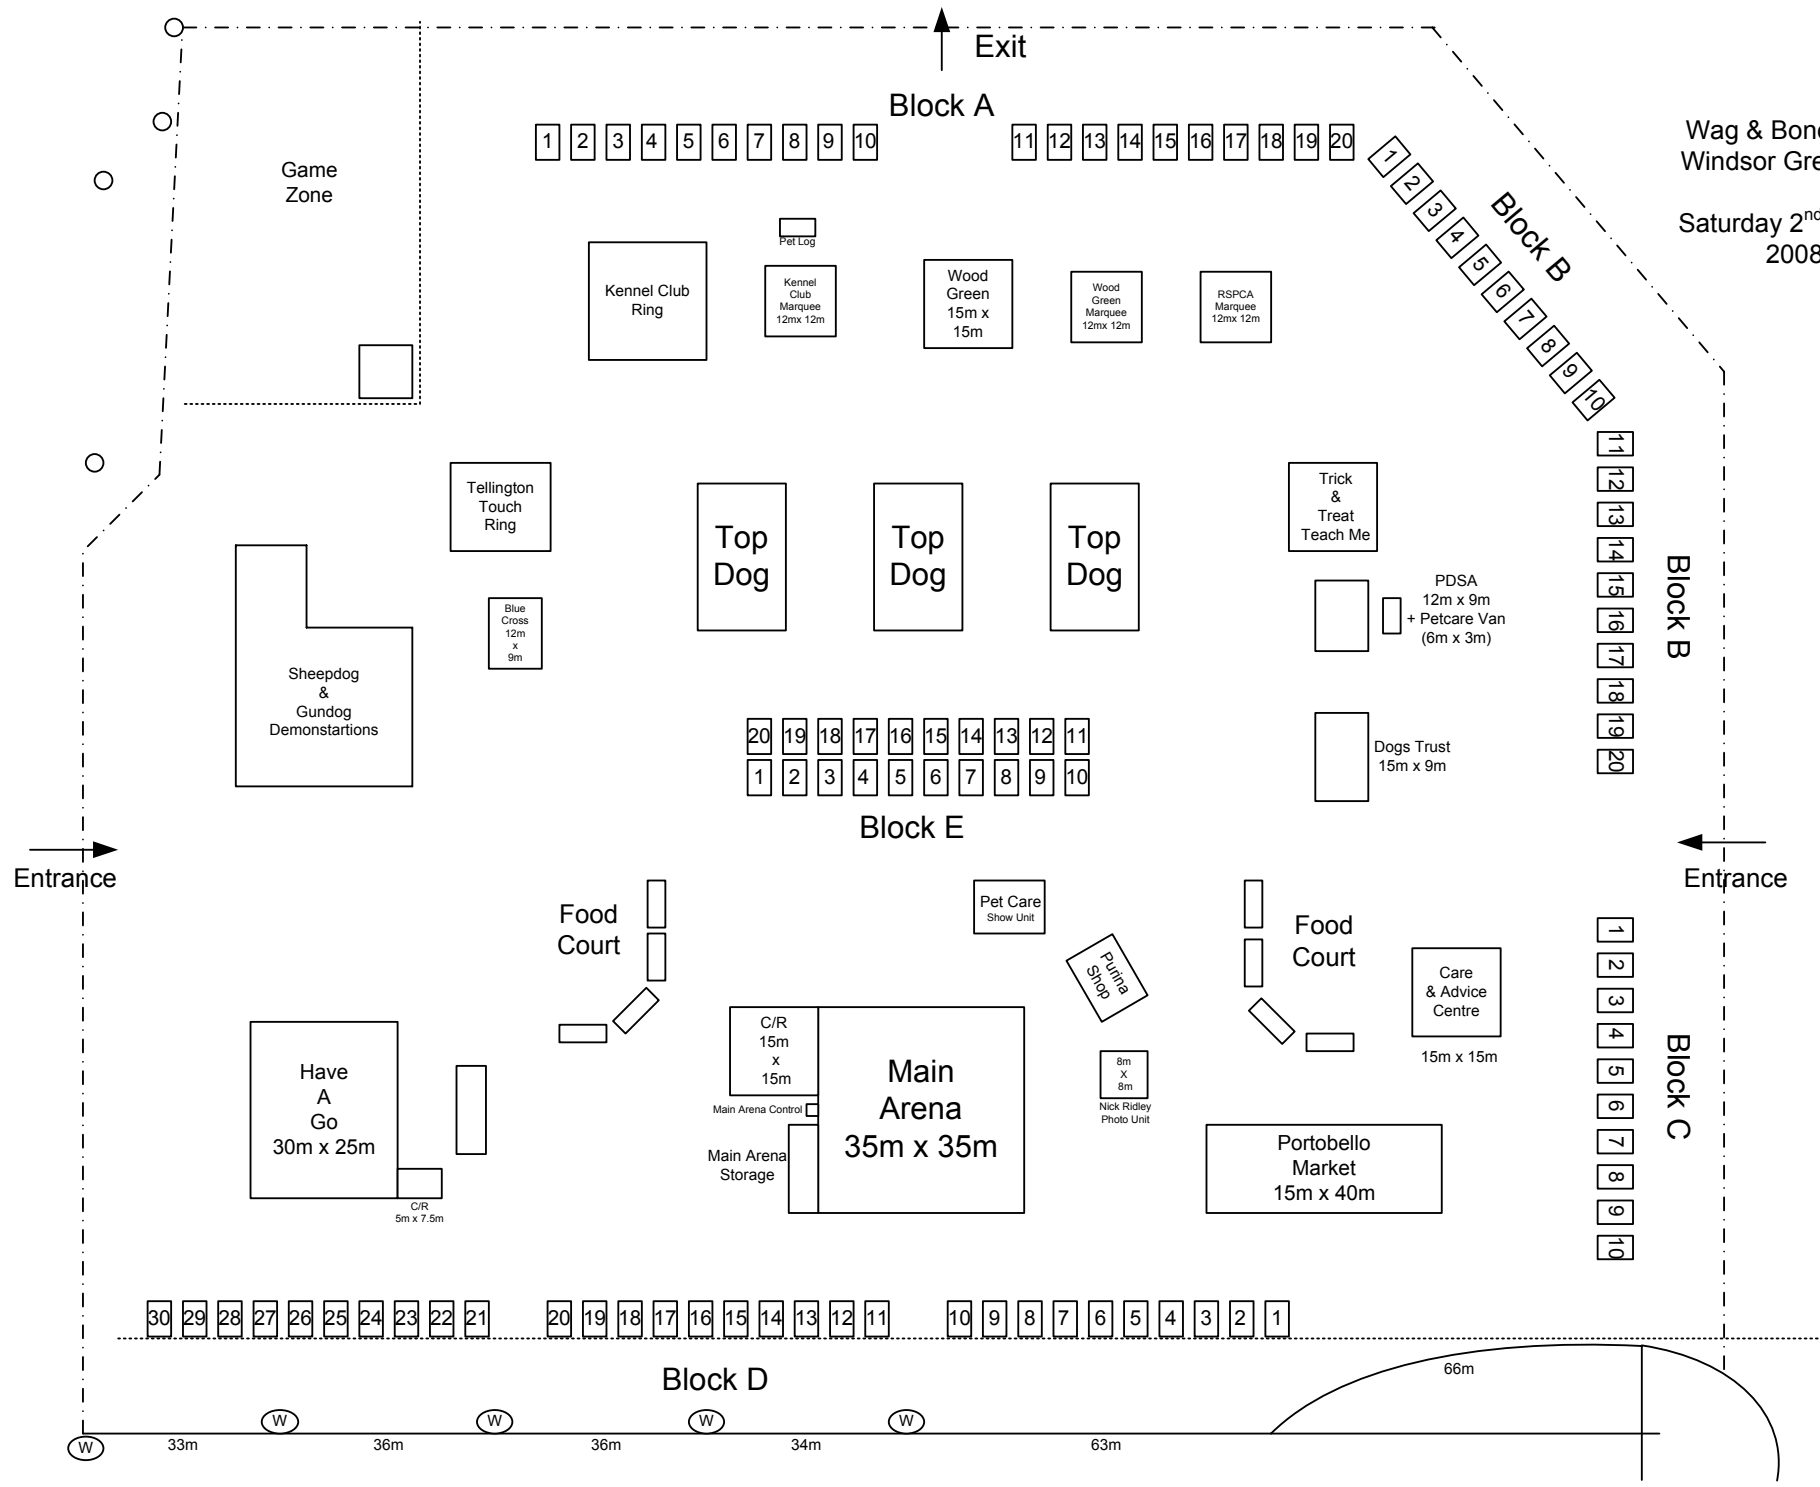 Exit
Block A
1 2 3 4 5 6 7 8 9 10
11 12 13 14 15 16 17 18 19 20
Wag &
Windsor
Saturday 2nd
2008
Game
Zone
Block B
1
2
3
4
5
6
7
8
9
10
Pet Log
Kennel Club
Ring
Kennel
Club
Marquee
12mx 12m
Wood
Green
15m x
15m
Wood
Green
Marquee
12mx 12m
RSPCA
Marquee
12mx 12m
11
12
13
14
15
16
17
18
19
20
Block B
Tellington
Touch
Ring
Top
Dog
Top
Dog
Top
Dog
Trick
&
Treat
Teach Me
Blue
Cross
12m
x
9m
PDSA
12m x 9m
+ Petcare Van
(6m x 3m)
Sheepdog
&
Gundog
Demonstartions
20 19 18 17 16 15 14 13 12 11
1 2 3 4 5 6 7 8 9 10
Block E
Dogs Trust
15m x 9m
Entrance
Entrance
Food
Court
Pet Care
Show Unit
Purina
Shop
Food
Court
Care
& Advice
Centre
15m x 15m
1
2
3
4
5
6
7
8
9
10
Block C
Have
A
Go
30m x 25m
C/R
5m x 7.5m
C/R
15m
x
15m
Main Arena Control
Main Arena
Storage
Main
Arena
35m x 35m
8m
X
8m
Nick Ridley
Photo Unit
Portobello
Market
15m x 40m
30 29 28 27 26 25 24 23 22 21
20 19 18 17 16 15 14 13 12 11
10 9 8 7 6 5 4 3 2 1
Block D
66m
W W W W W
33m 36m 36m 34m 63m